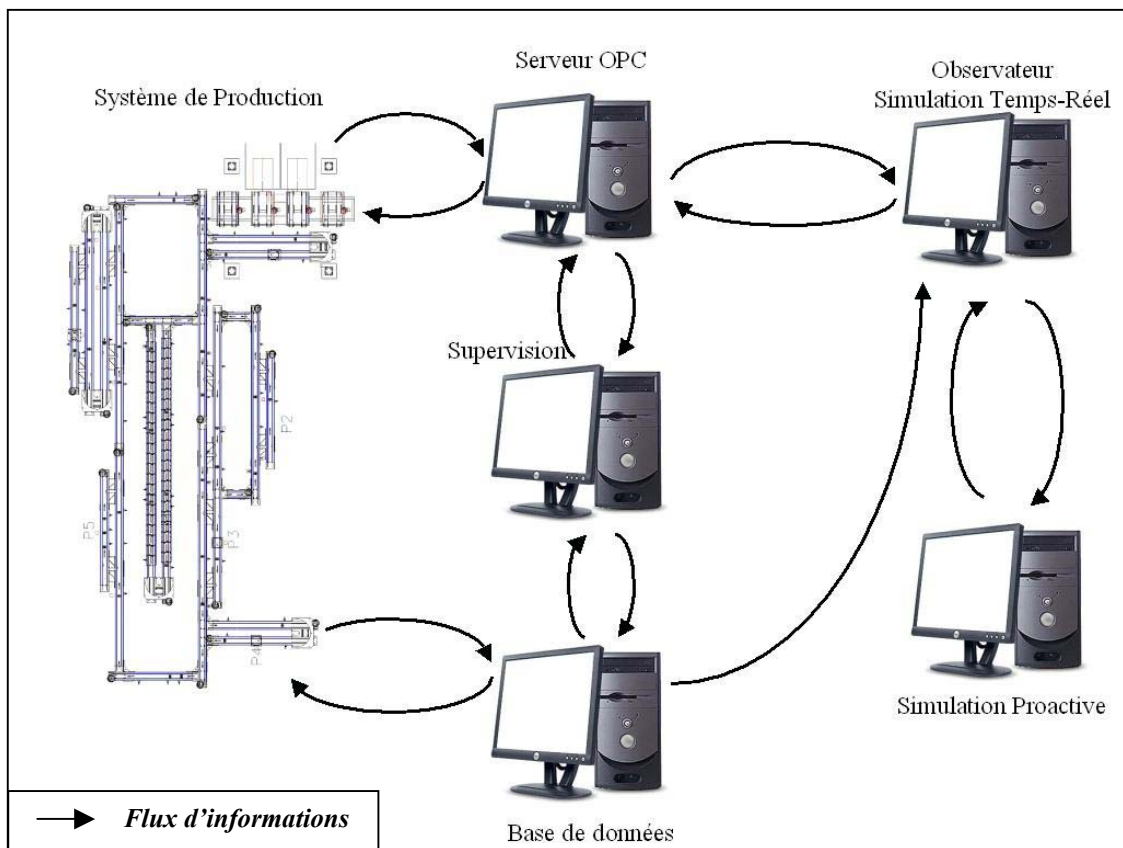 Serveur OPC
Observateur
Simulation Temps-Réel
Système de Production
Supervision
P2
P5
P3
P4
Simulation Proactive
Flux d'informations
Base de données